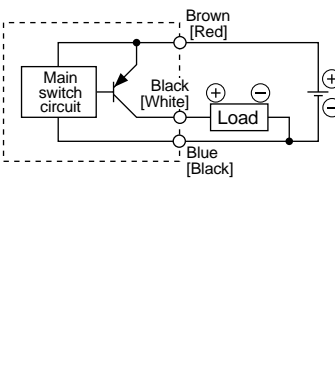 Brown
[Red]
Main
switch
circuit
Black
[White]
⊕ ⊖
Load
⊕
⊖
Blue
[Black]